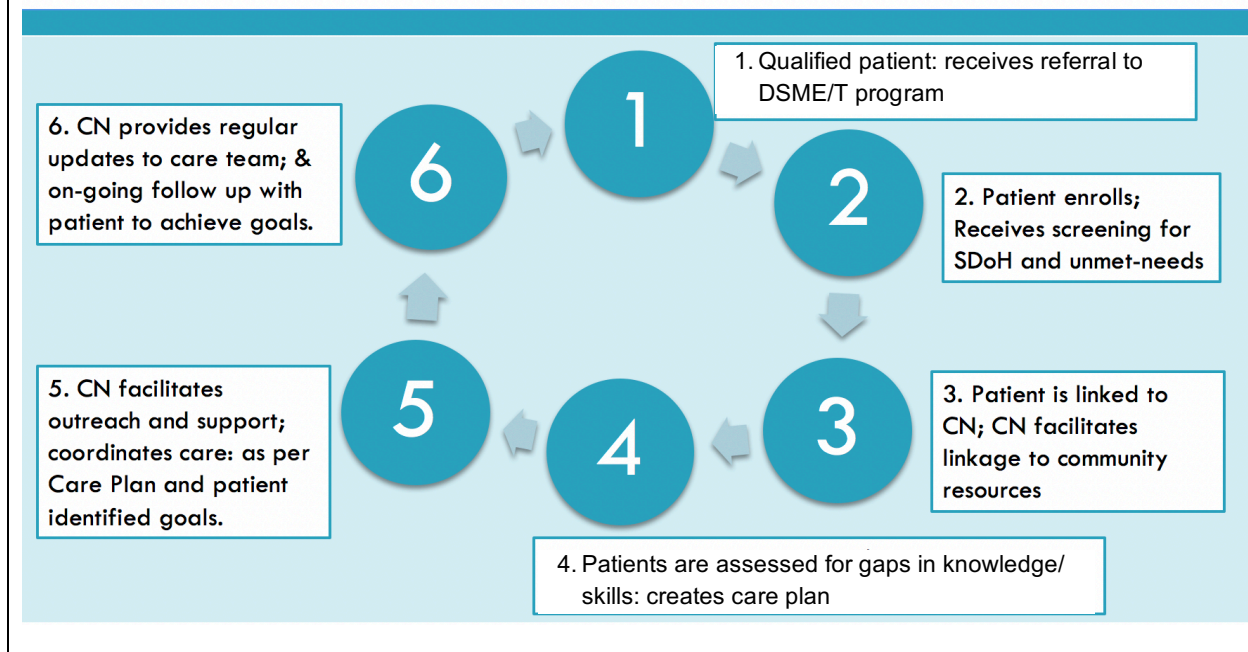 1
1. Qualified patient: receives referral to
DSME/T program
2
2. Patient enrolls;
Receives screening for
SDoH and unmet-needs
3
3. Patient is linked to
CN; CN facilitates
linkage to community
resources
4
4. Patients are assessed for gaps in knowledge/
skills: creates care plan
5
5. CN facilitates
outreach and support;
coordinates care: as per
Care Plan and patient
identified goals.
6
6. CN provides regular
updates to care team; &
on-going follow up with
patient to achieve goals.